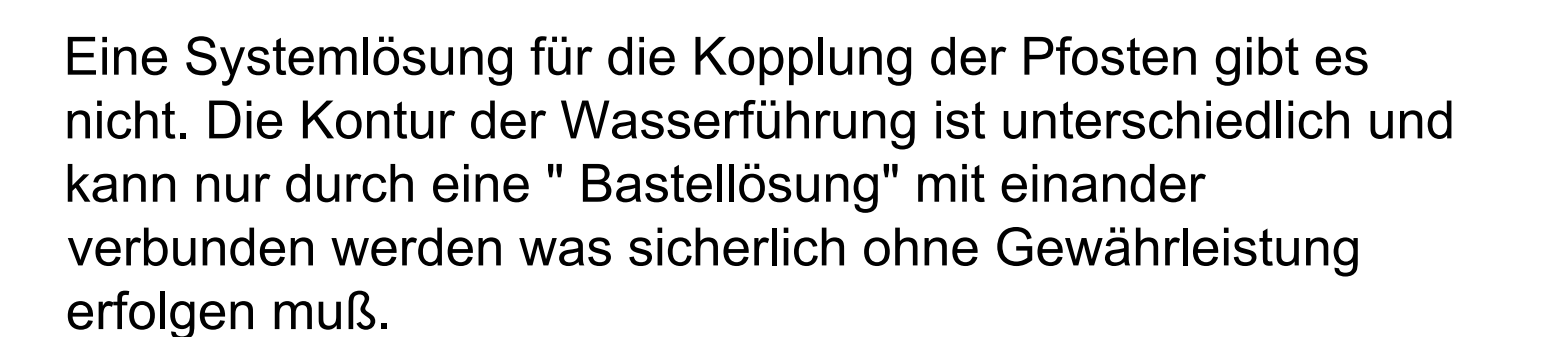 Eine Systemlösung für die Kopplung der Pfosten gibt es
nicht. Die Kontur der Wasserführung ist unterschiedlich und
kann nur durch eine " Bastellösung" mit einander
verbunden werden was sicherlich ohne Gewährleistung
erfolgen muß.